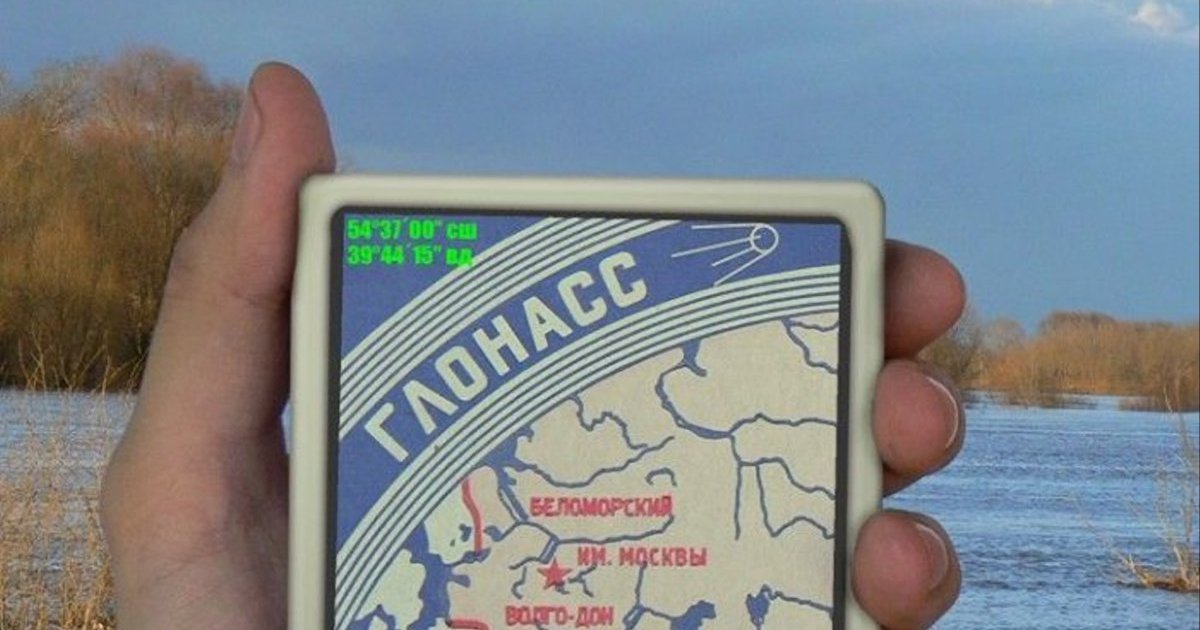 54°37´00" сш
39°44´15" вд
ГЛОНАСС
БЕЛОМОРСКИЙ
ИМ. МОСКВЫ
ВОЛГО-ДОН